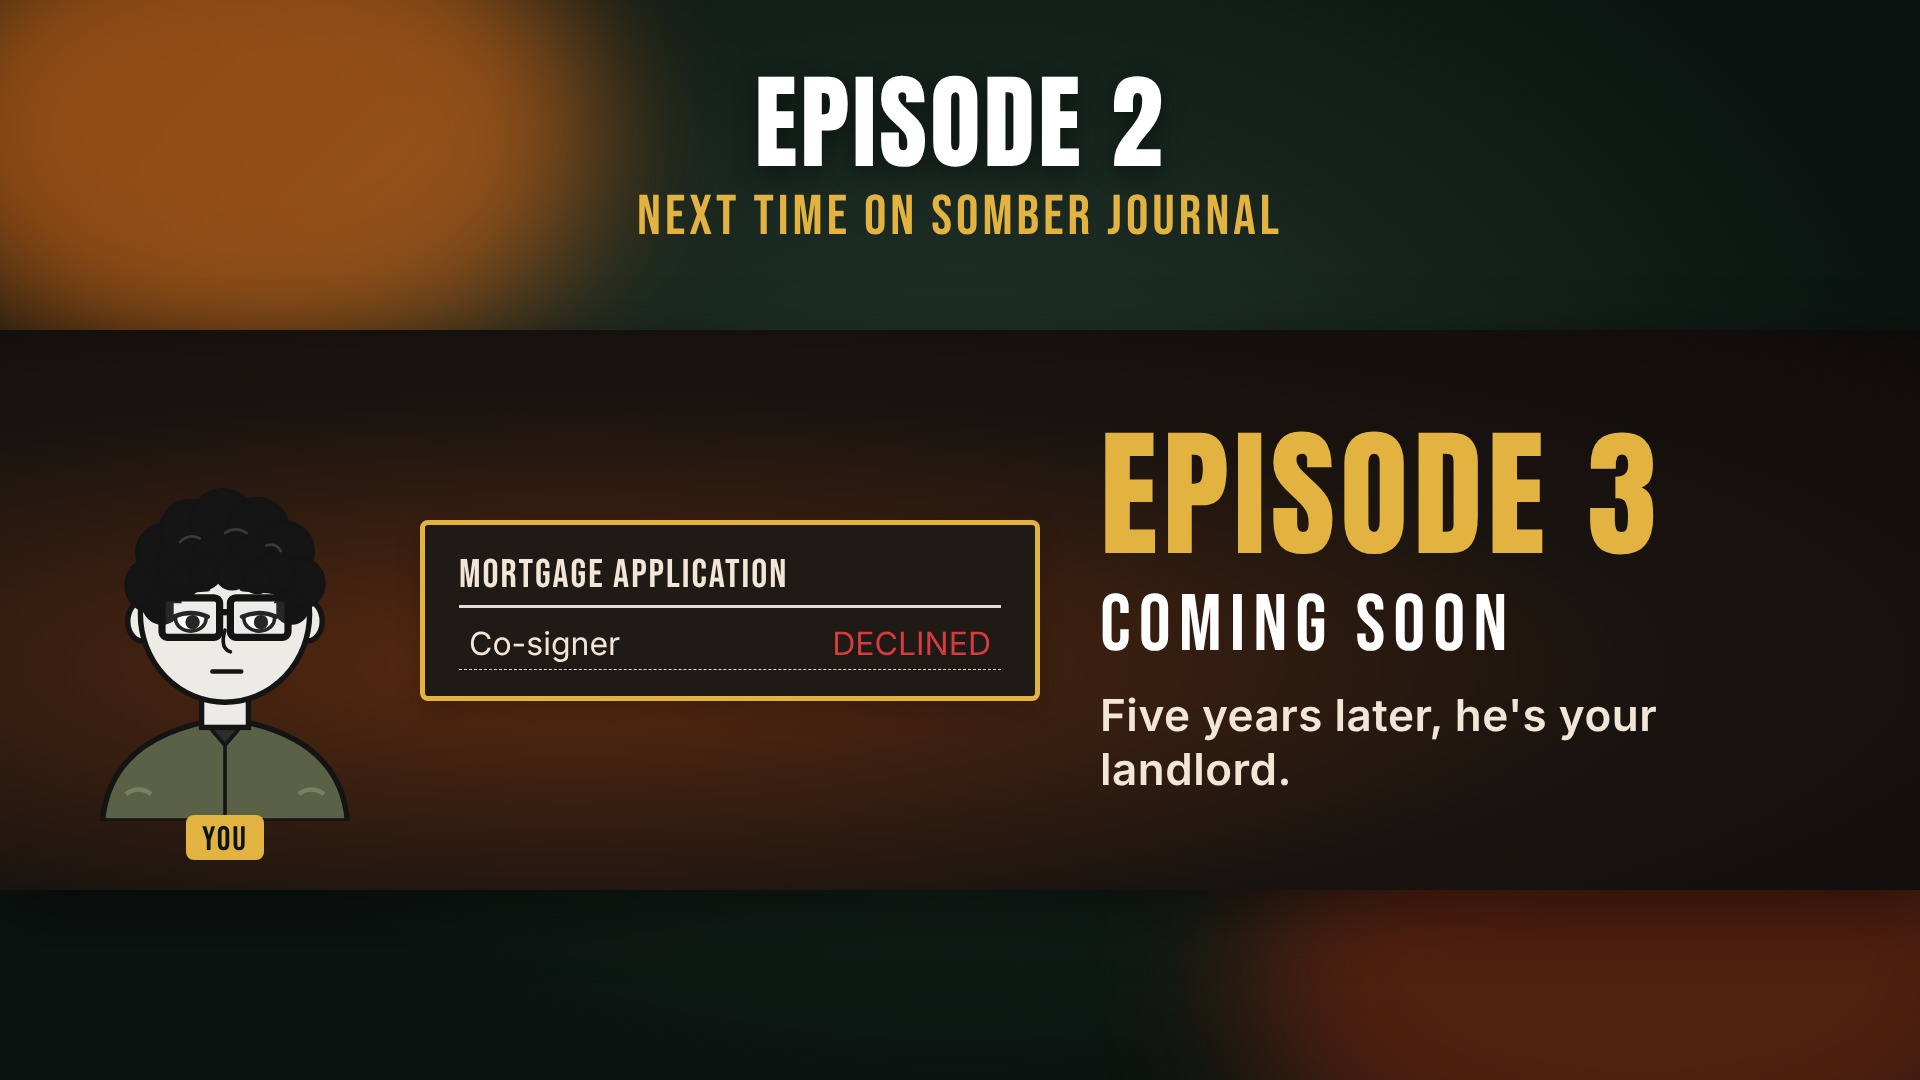 EPISODE 2
NEXT TIME ON SOMBER JOURNAL
MORTGAGE APPLICATION
Co-signer DECLINED
YOU
EPISODE 3
COMING SOON
Five years later, he's your
landlord.